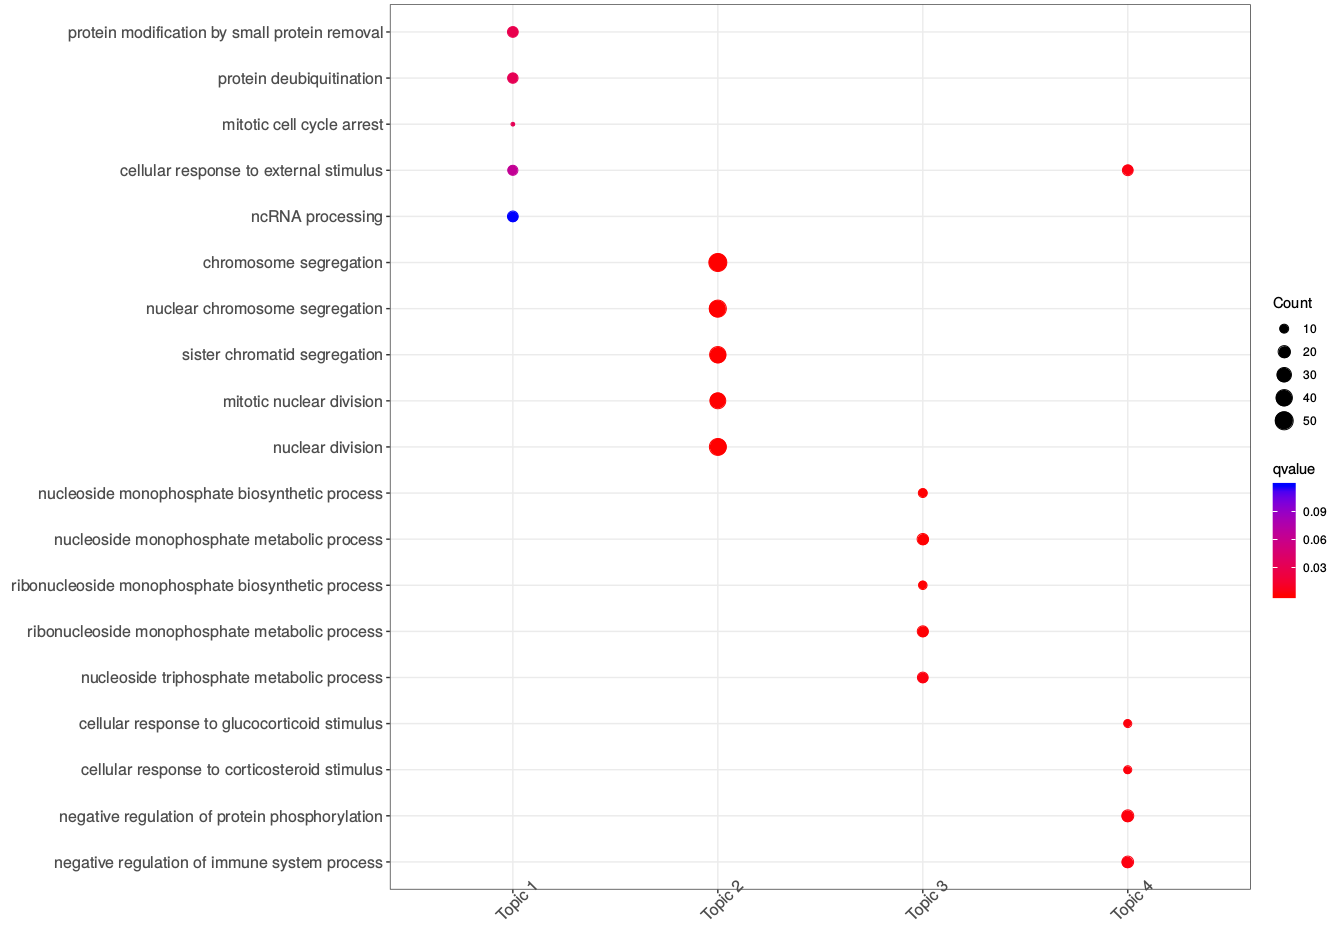 protein modification by small protein removal
protein deubiquitination
mitotic cell cycle arrest
cellular response to external stimulus
ncRNA processing
chromosome segregation
nuclear chromosome segregation
sister chromatid segregation
mitotic nuclear division
nuclear division
nucleoside monophosphate biosynthetic process
nucleoside monophosphate metabolic process
ribonucleoside monophosphate biosynthetic process
ribonucleoside monophosphate metabolic process
nucleoside triphosphate metabolic process
cellular response to glucocorticoid stimulus
cellular response to corticosteroid stimulus
negative regulation of protein phosphorylation
negative regulation of immune system process
Topic 1
Topic 2
Topic 3
Topic 4
Count
10
20
30
40
50
qvalue
0.09
0.06
0.03